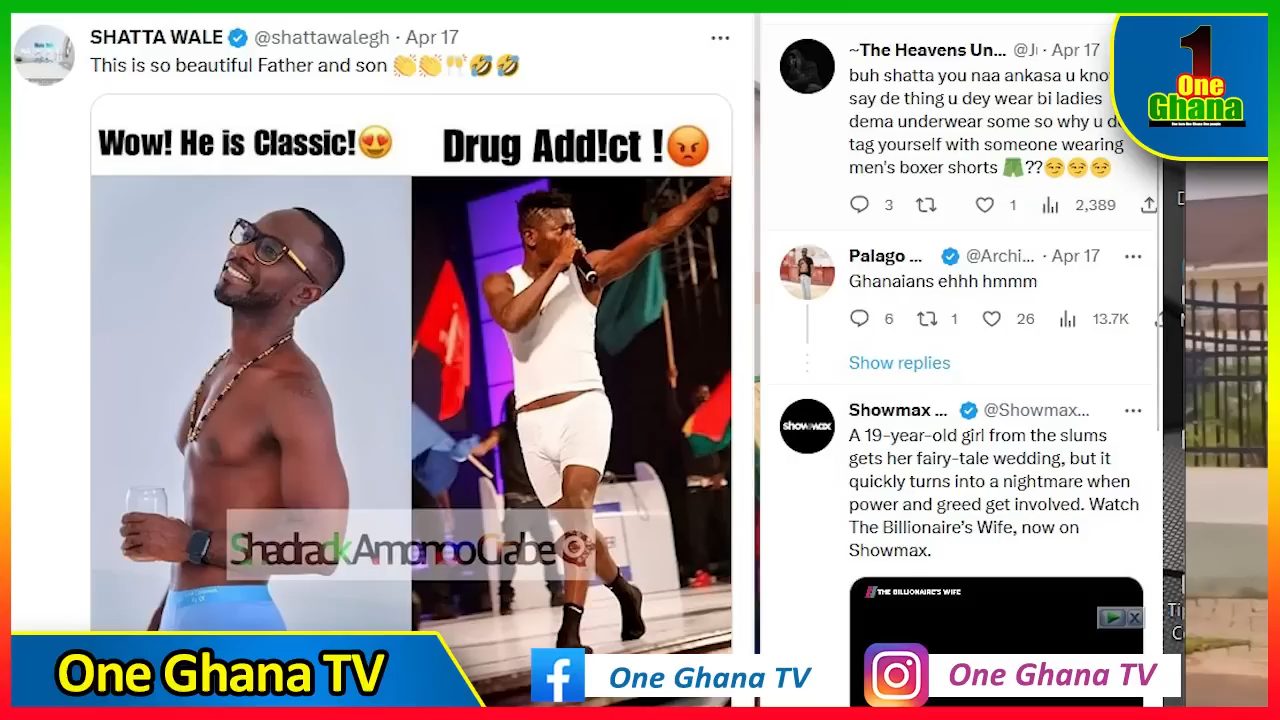 SHATTA WALE @shattawalegh · Apr 17
This is so beautiful Father and son 👏👏🥂🤣🤣
Wow! He is Classic!😍
Drug Add!ct !😡
ShadrackAmonooCrabe
~The Heavens Un... · Apr 17
buh shatta you naa ankasa u kno
say de thing u dey wear bi ladies
dema underwear some so why u d
tag yourself with someone wearing
men's boxer shorts 🩳??😏😏😏
3 1 2,389
Palago ... @Archi... · Apr 17
Ghanaians ehhh hmmm
6 1 26 13.7K
Show replies
showmax
Showmax ... @Showmax...
A 19-year-old girl from the slums
gets her fairy-tale wedding, but it
quickly turns into a nightmare when
power and greed get involved. Watch
The Billionaire's Wife, now on
Showmax.
THE BILLIONAIRE'S WIFE
1
One
Ghana
One Ghana TV
One Ghana TV
One Ghana TV